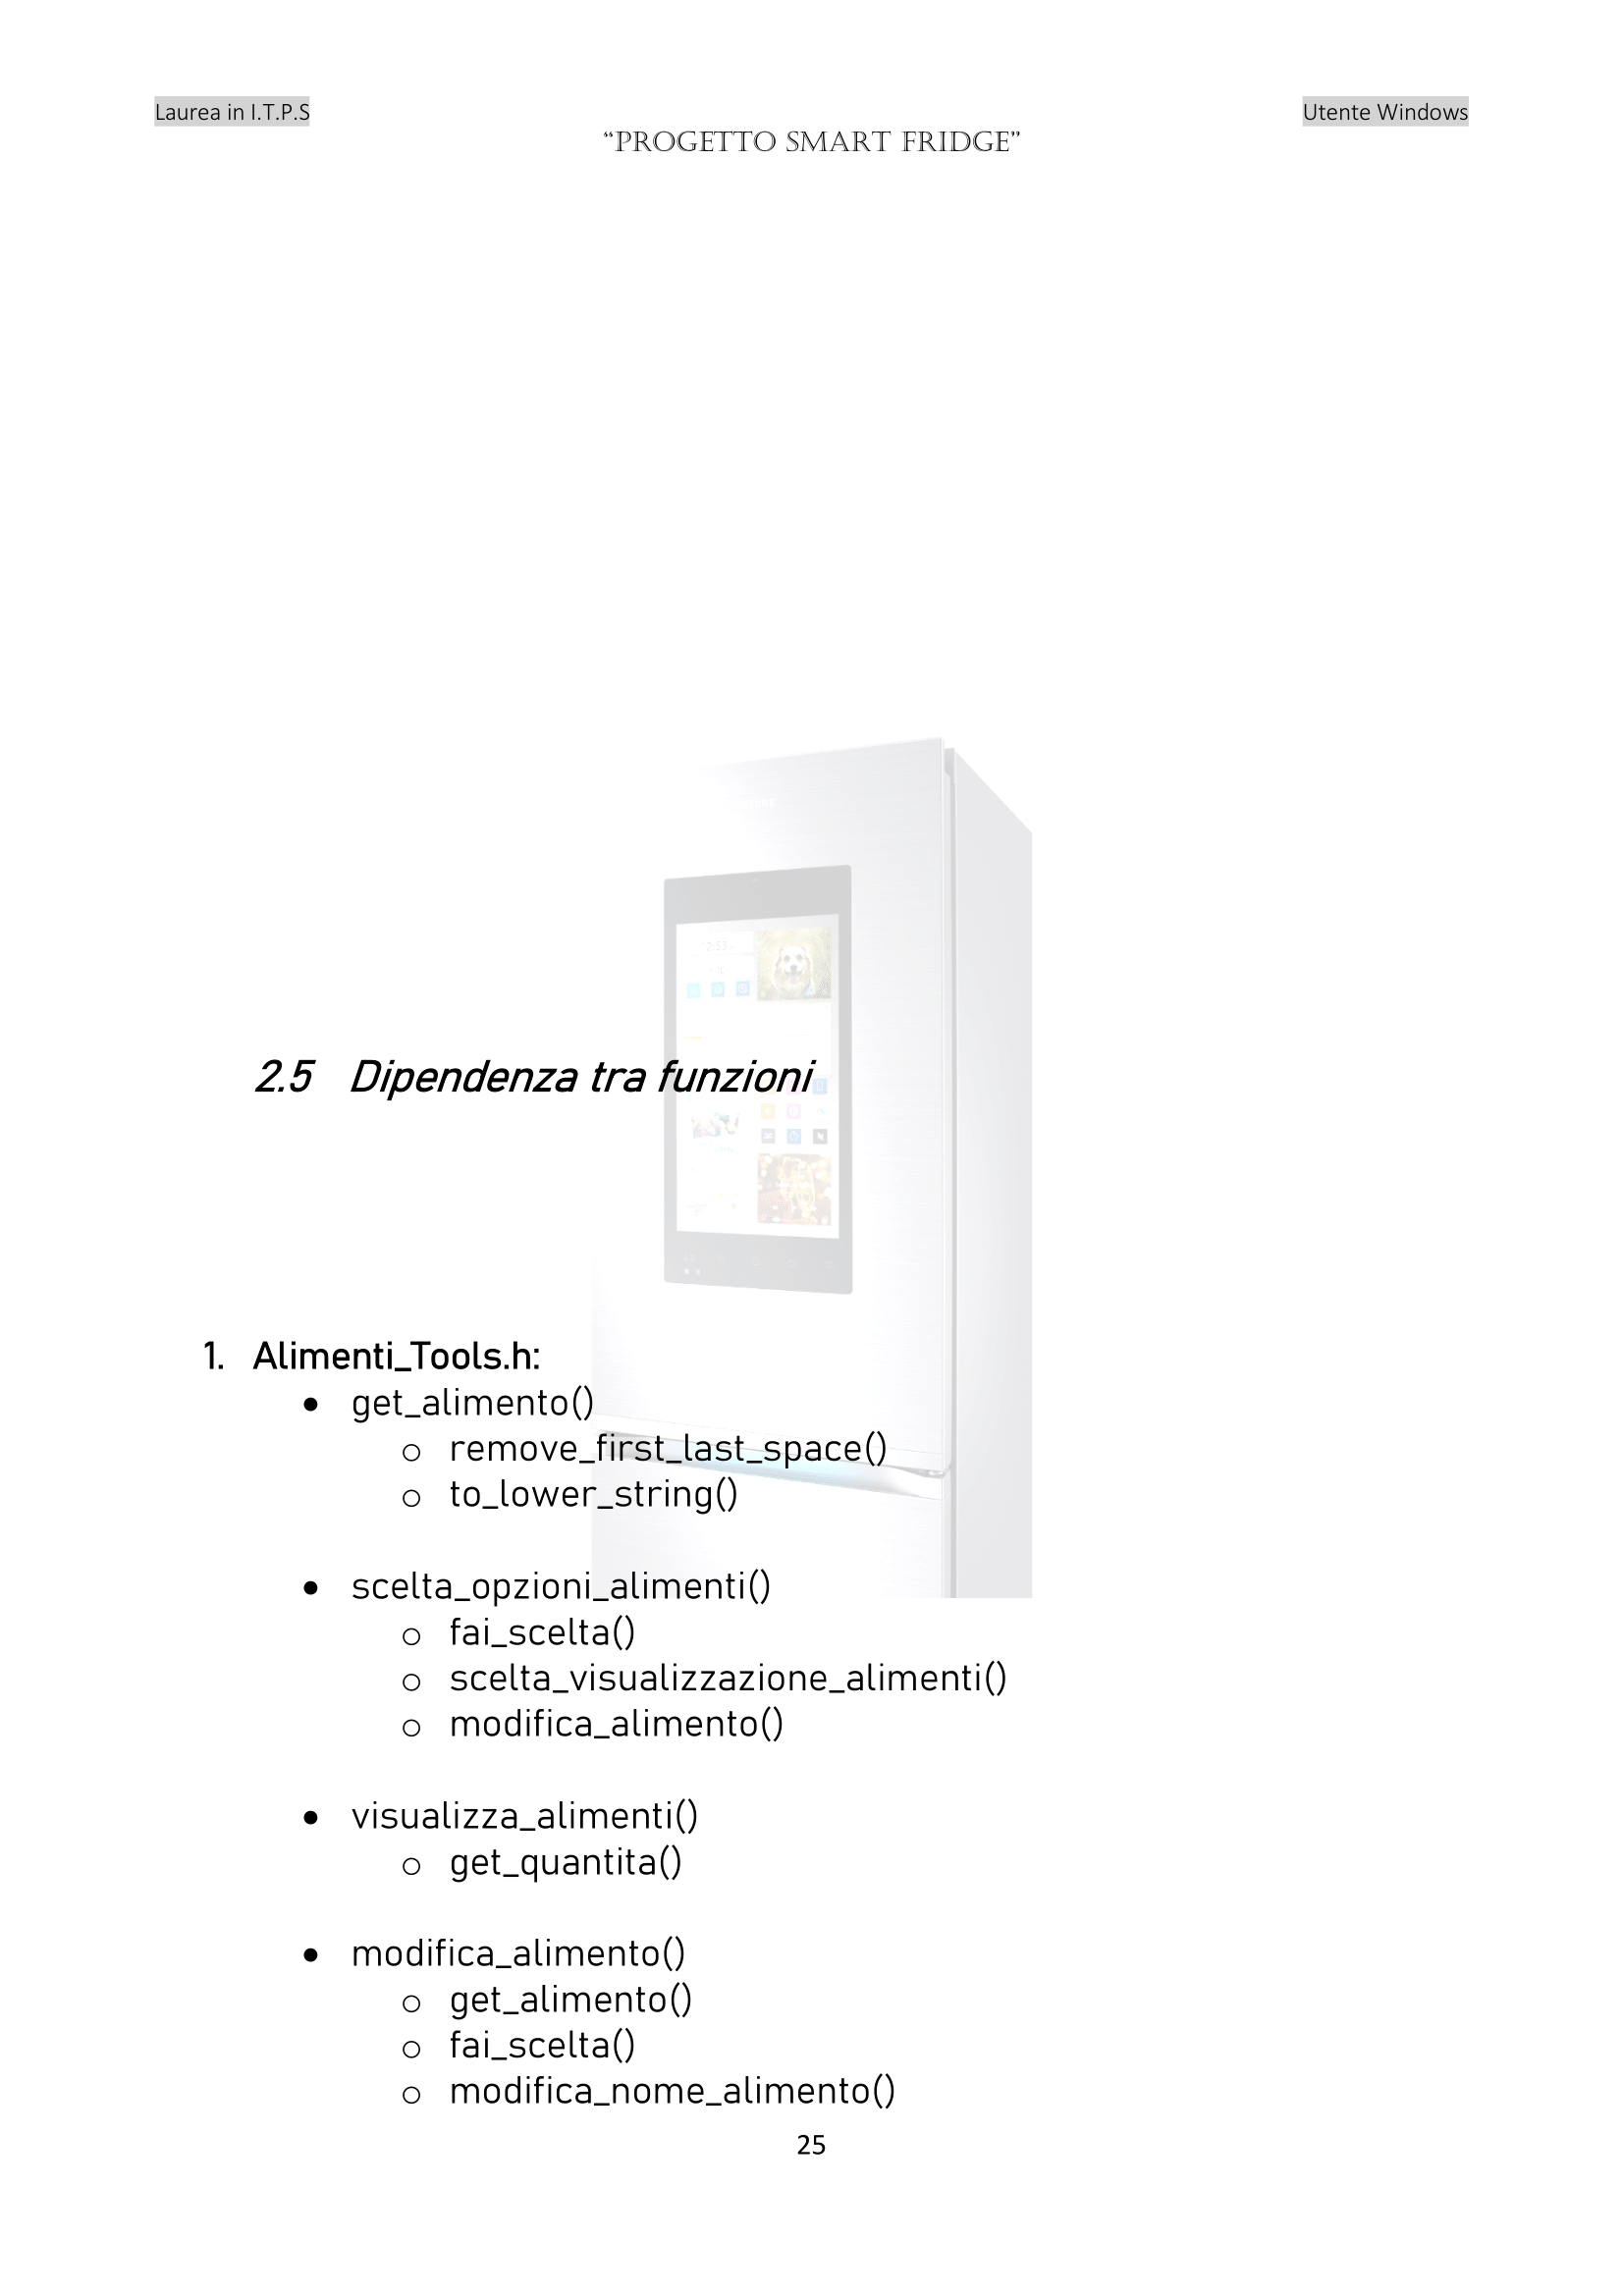 Laurea in I.T.P.S
Utente Windows
“PROGETTO SMART FRIDGE”
2.5 Dipendenza tra funzioni
1. Alimenti_Tools.h:
• get_alimento()
o remove_first_last_space()
o to_lower_string()
• scelta_opzioni_alimenti()
o fai_scelta()
o scelta_visualizzazione_alimenti()
o modifica_alimento()
• visualizza_alimenti()
o get_quantita()
• modifica_alimento()
o get_alimento()
o fai_scelta()
o modifica_nome_alimento()
25